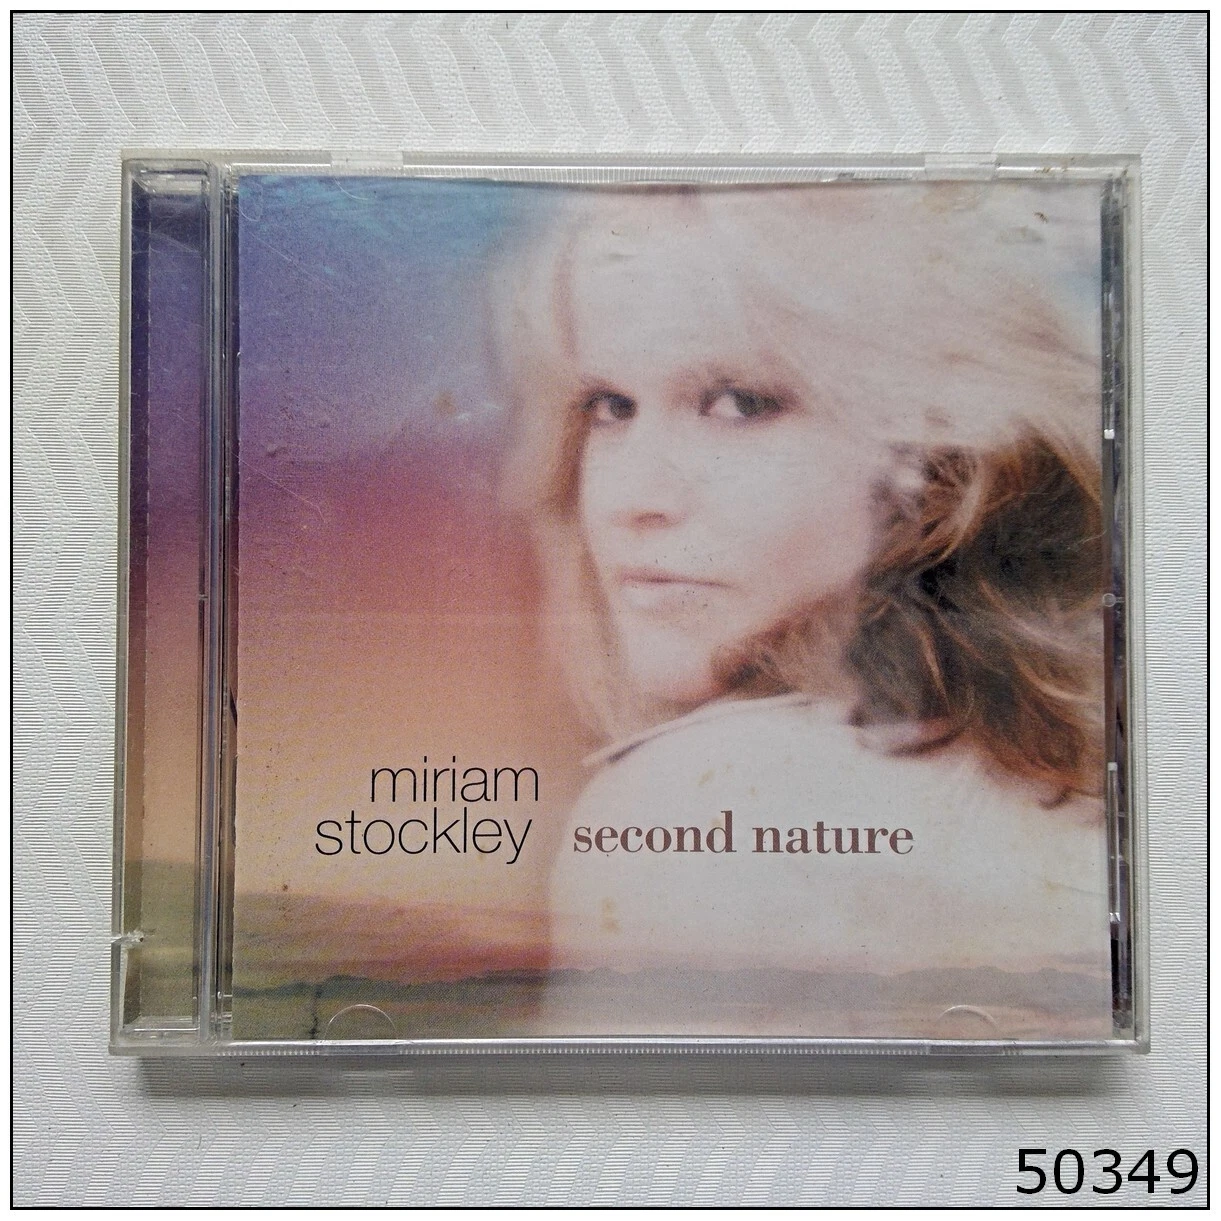 miriam
stockley
second nature
50349